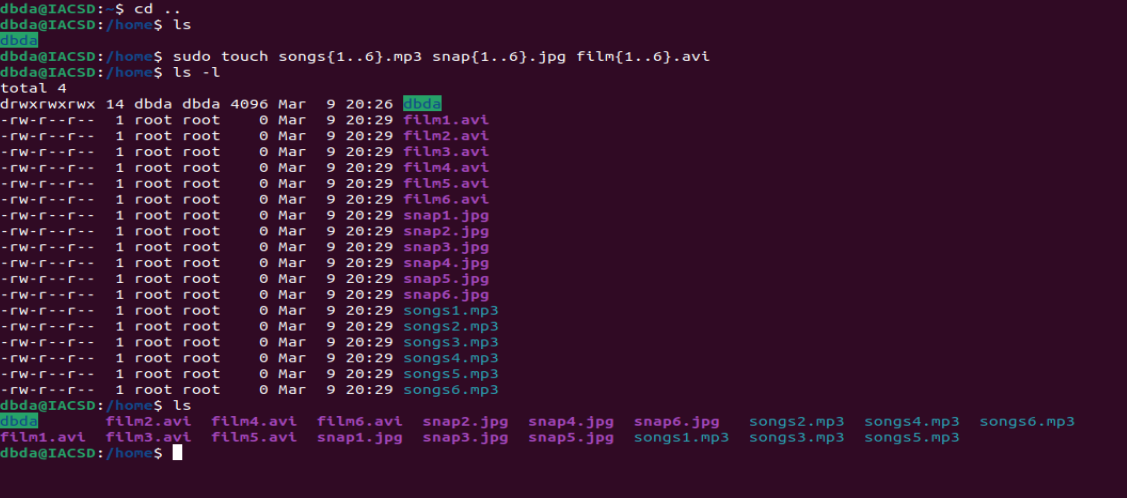 dbda@IACSD:~$ cd ..
dbda@IACSD:/home$ ls
dbda
dbda@IACSD:/home$ sudo touch songs{1..6}.mp3 snap{1..6}.jpg film{1..6}.avi
dbda@IACSD:/home$ ls -l
total 4
drwxrwxrwx 14 dbda dbda 4096 Mar  9 20:26 dbda
-rw-r--r--  1 root root    0 Mar  9 20:29 film1.avi
-rw-r--r--  1 root root    0 Mar  9 20:29 film2.avi
-rw-r--r--  1 root root    0 Mar  9 20:29 film3.avi
-rw-r--r--  1 root root    0 Mar  9 20:29 film4.avi
-rw-r--r--  1 root root    0 Mar  9 20:29 film5.avi
-rw-r--r--  1 root root    0 Mar  9 20:29 film6.avi
-rw-r--r--  1 root root    0 Mar  9 20:29 snap1.jpg
-rw-r--r--  1 root root    0 Mar  9 20:29 snap2.jpg
-rw-r--r--  1 root root    0 Mar  9 20:29 snap3.jpg
-rw-r--r--  1 root root    0 Mar  9 20:29 snap4.jpg
-rw-r--r--  1 root root    0 Mar  9 20:29 snap5.jpg
-rw-r--r--  1 root root    0 Mar  9 20:29 snap6.jpg
-rw-r--r--  1 root root    0 Mar  9 20:29 songs1.mp3
-rw-r--r--  1 root root    0 Mar  9 20:29 songs2.mp3
-rw-r--r--  1 root root    0 Mar  9 20:29 songs3.mp3
-rw-r--r--  1 root root    0 Mar  9 20:29 songs4.mp3
-rw-r--r--  1 root root    0 Mar  9 20:29 songs5.mp3
-rw-r--r--  1 root root    0 Mar  9 20:29 songs6.mp3
dbda@IACSD:/home$ ls
dbda       film2.avi  film4.avi  film6.avi  snap2.jpg  snap4.jpg  snap6.jpg   songs2.mp3  songs4.mp3  songs6.mp3
film1.avi  film3.avi  film5.avi  snap1.jpg  snap3.jpg  snap5.jpg  songs1.mp3  songs3.mp3  songs5.mp3
dbda@IACSD:/home$